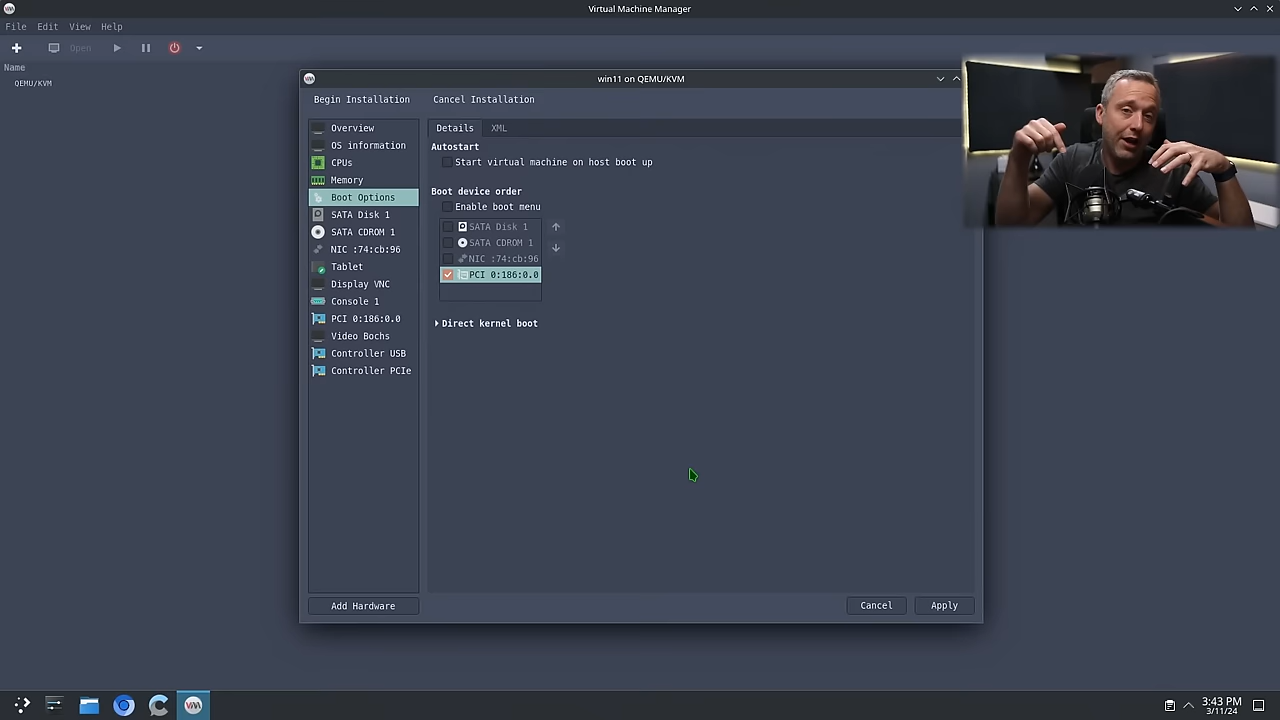 Virtual Machine Manager
File Edit View Help
Open
Name
QEMU/KVM
win11 on QEMU/KVM
Begin Installation Cancel Installation
Overview
OS information
CPUs
Memory
Boot Options
SATA Disk 1
SATA CDROM 1
NIC :74:cb:96
Tablet
Display VNC
Console 1
PCI 0:186:0.0
Video Bochs
Controller USB
Controller PCIe
Add Hardware
Details XML
Autostart
Start virtual machine on host boot up
Boot device order
Enable boot menu
SATA Disk 1
SATA CDROM 1
NIC :74:cb:96
PCI 0:186:0.0
Direct kernel boot
Cancel Apply
3:43 PM
3/11/24